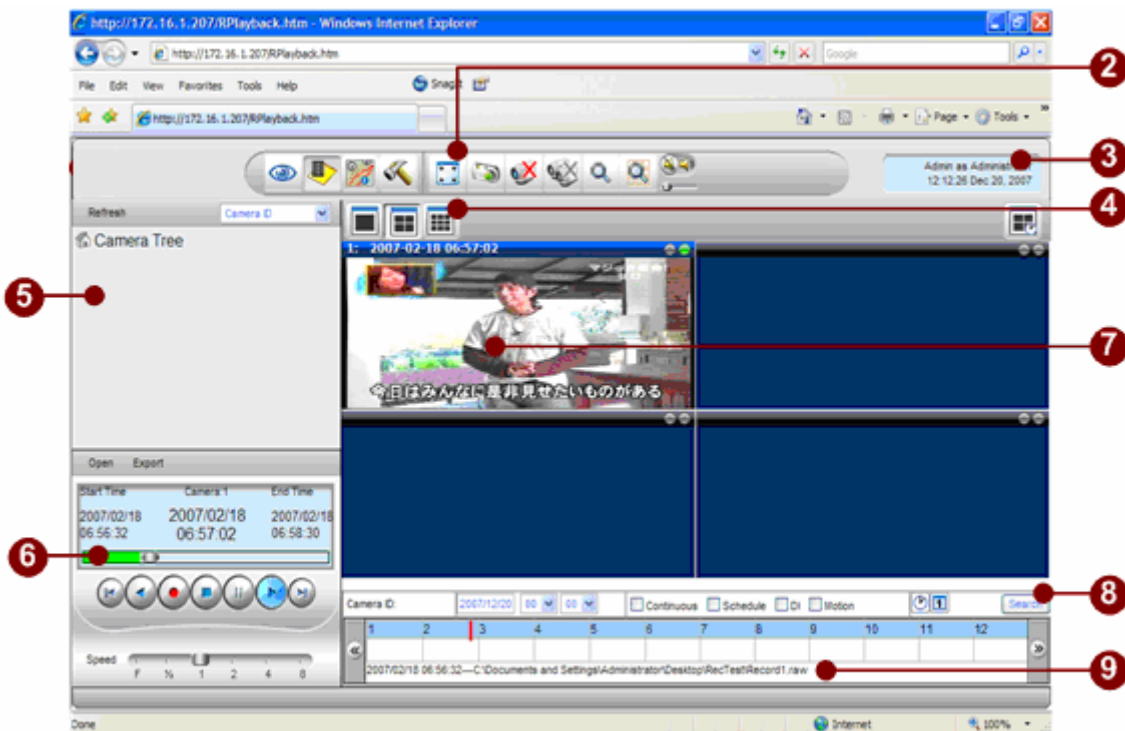 http://172.16.1.207/RPlayback.htm - Windows Internet Explorer
http://172.16.1.207/RPlayback.htm
Google
File Edit View Favorites Tools Help
SnagIt
http://172.16.1.207/RPlayback.htm
Page Tools
2
3
Admin as Administ
12:12:26 Dec 20, 2007
4
Refresh
Camera ID
Camera Tree
1: 2007-02-18 06:57:02
5
7
今日はみんなに是非見せたいものがある
Open Export
Start Time Camera 1 End Time
2007/02/18 2007/02/18 2007/02/18
06:56:32 06:57:02 06:58:30
6
8
Camera ID: 2007/12/20 00 00 Continuous Schedule DI Motion 1 Search
1 2 3 4 5 6 7 8 9 10 11 12
2007/02/18 06:56:32---C:\Documents and Settings\Administrator\Desktop\RecTest\Record1.raw
9
Speed
F ½ 1 2 4 8
Done
Internet
100%